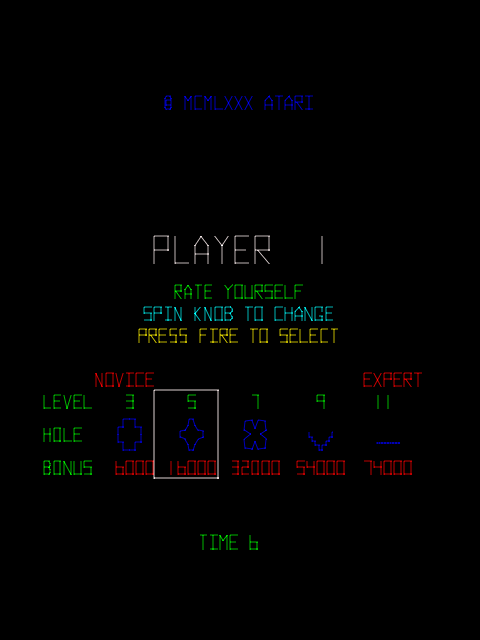 © MCMLXXX ATARI
PLAYER 1
RATE YOURSELF
SPIN KNOB TO CHANGE
PRESS FIRE TO SELECT
NOVICE EXPERT
LEVEL 3 5 7 9 11
HOLE
BONUS 6000 16000 32000 54000 74000
TIME 6